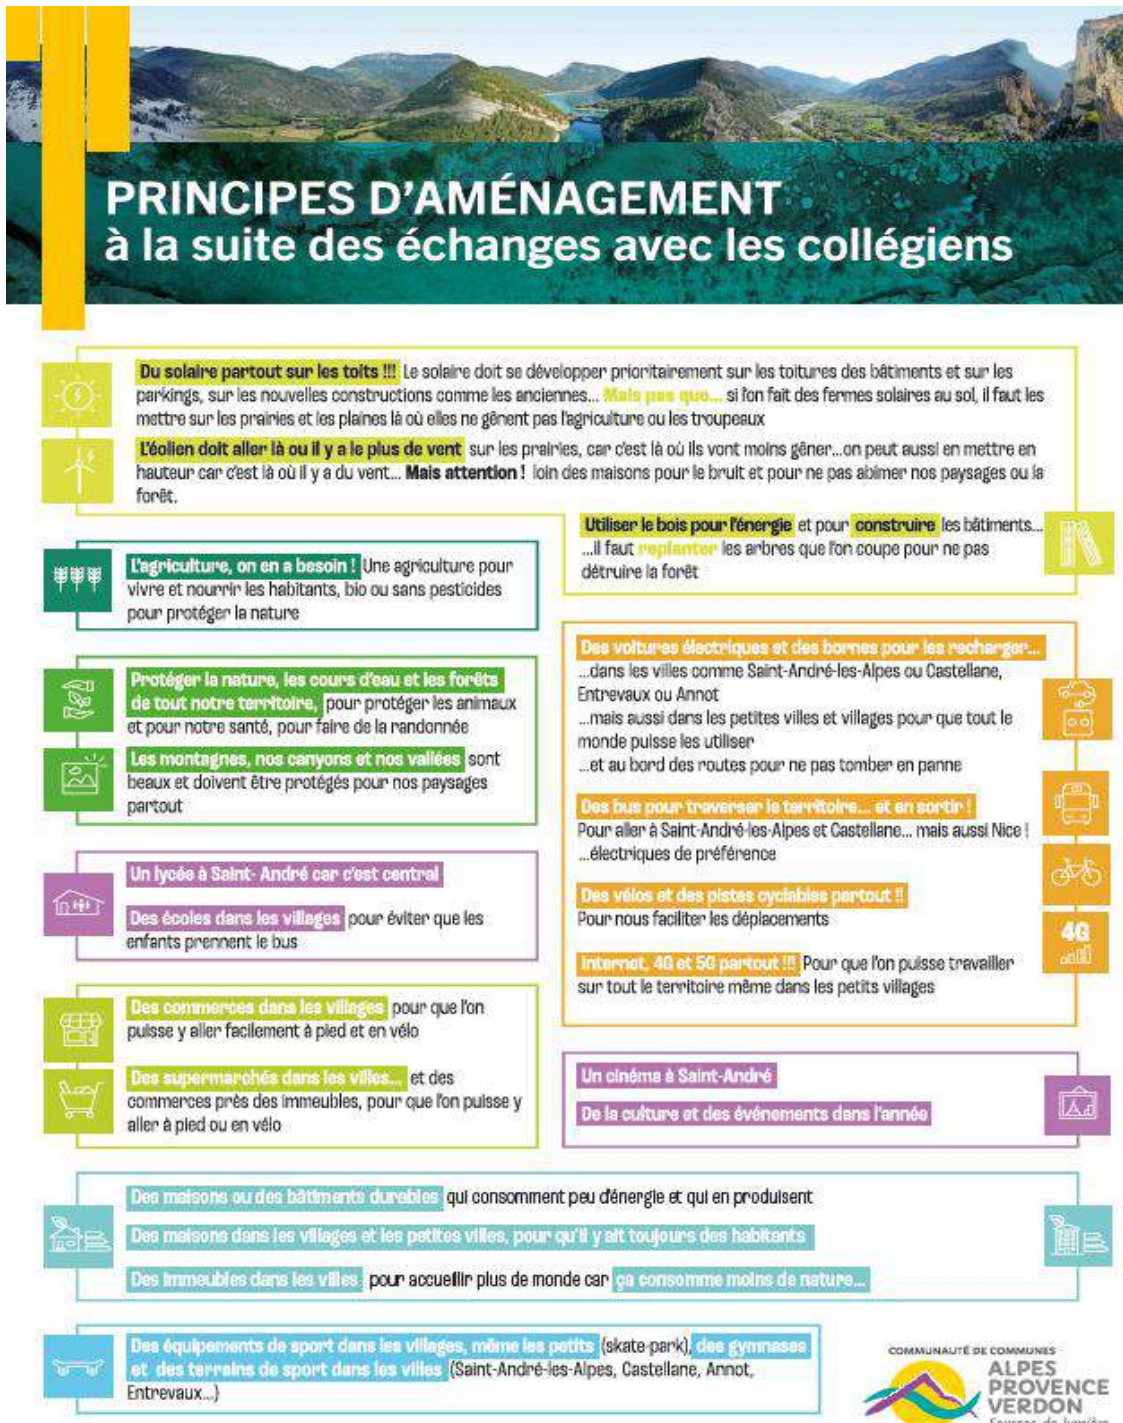 PRINCIPES D'AMÉNAGEMENT
à la suite des échanges avec les collégiens
Du solaire partout sur les toits !!! Le solaire doit se développer prioritairement sur les toitures des bâtiments et sur les
parkings, sur les nouvelles constructions comme les anciennes... Mais pas que... si l'on fait des fermes solaires au sol, il faut les
mettre sur les prairies et les plaines là où elles ne gênent pas l'agriculture ou les troupeaux
L'éolien doit aller là ou il y a le plus de vent sur les prairies, car c'est là où ils vont moins gêner...on peut aussi en mettre en
hauteur car c'est là où il y a du vent... Mais attention ! loin des maisons pour le bruit et pour ne pas abimer nos paysages ou la
forêt.
Utiliser le bois pour l'énergie et pour construire les bâtiments...
...il faut replanter les arbres que l'on coupe pour ne pas
détruire la forêt
L'agriculture, on en a besoin ! Une agriculture pour
vivre et nourrir les habitants, bio ou sans pesticides
pour protéger la nature
Protéger la nature, les cours d'eau et les forêts
de tout notre territoire, pour protéger les animaux
et pour notre santé, pour faire de la randonnée
Les montagnes, nos canyons et nos vallées sont
beaux et doivent être protégés pour nos paysages
partout
Des voitures électriques et des bornes pour les recharger...
...dans les villes comme Saint-André-les-Alpes ou Castellane,
Entrevaux ou Annot
...mais aussi dans les petites villes et villages pour que tout le
monde puisse les utiliser
...et au bord des routes pour ne pas tomber en panne
Des bus pour traverser le territoire... et en sortir !
Pour aller à Saint-André-les-Alpes et Castellane... mais aussi Nice !
...électriques de préférence
Des vélos et des pistes cyclables partout !!
Pour nous faciliter les déplacements
4G
Internet, 4G et 5G partout !!! Pour que l'on puisse travailler
sur tout le territoire même dans les petits villages
Un lycée à Saint- André car c'est central
Des écoles dans les villages pour éviter que les
enfants prennent le bus
Des commerces dans les villages pour que l'on
puisse y aller facilement à pied et en vélo
Des supermarchés dans les villes... et des
commerces près des immeubles, pour que l'on puisse y
aller à pied ou en vélo
Un cinéma à Saint-André
De la culture et des événements dans l'année
Des maisons ou des bâtiments durables qui consomment peu d'énergie et qui en produisent
Des maisons dans les villages et les petites villes, pour qu'il y ait toujours des habitants
Des immeubles dans les villes pour accueillir plus de monde car ça consomme moins de nature...
Des équipements de sport dans les villages, même les petits (skate-park), des gymnases
et des terrains de sport dans les villes (Saint-André-les-Alpes, Castellane, Annot,
Entrevaux...)
COMMUNAUTÉ DE COMMUNES
ALPES
PROVENCE
VERDON
Sources de lumière